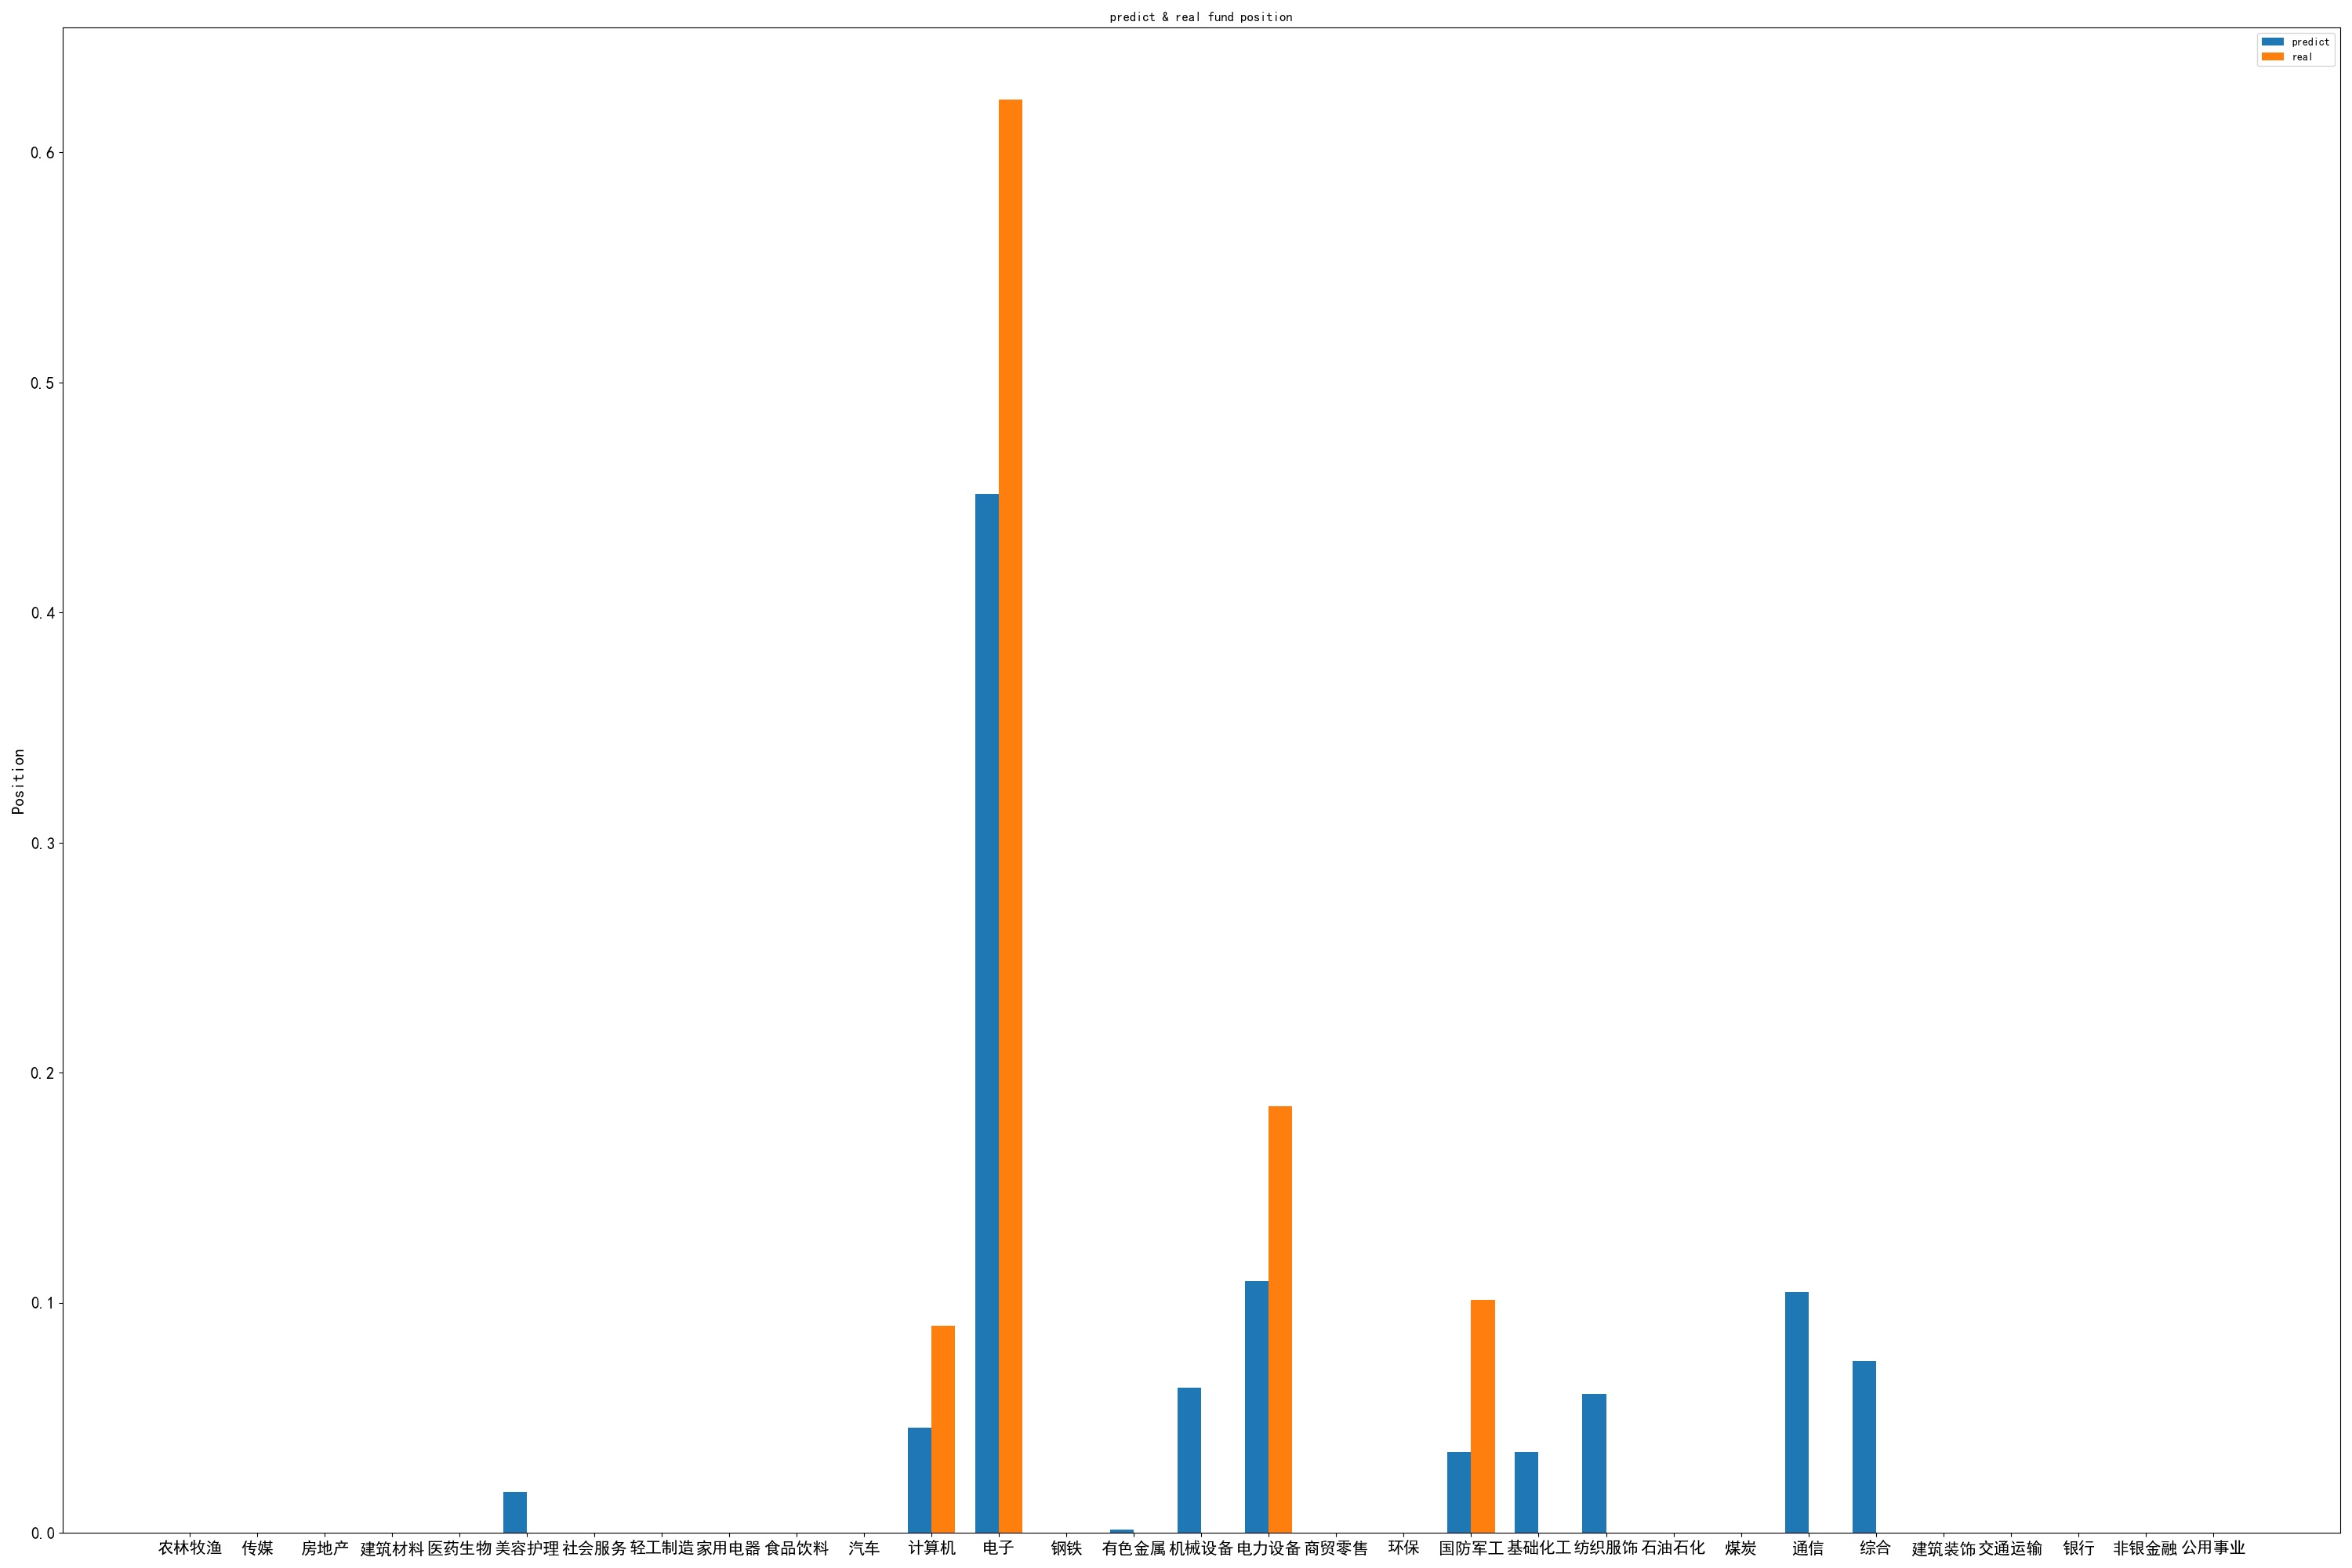 predict & real fund position
predict
real
0.6
0.5
0.4
0.3
0.2
0.1
0.0
Position
农林牧渔 传媒 房地产 建筑材料 医药生物 美容护理 社会服务 轻工制造 家用电器 食品饮料 汽车 计算机 电子 钢铁 有色金属 机械设备 电力设备 商贸零售 环保 国防军工 基础化工 纺织服饰 石油石化 煤炭 通信 综合 建筑装饰 交通运输 银行 非银金融 公用事业